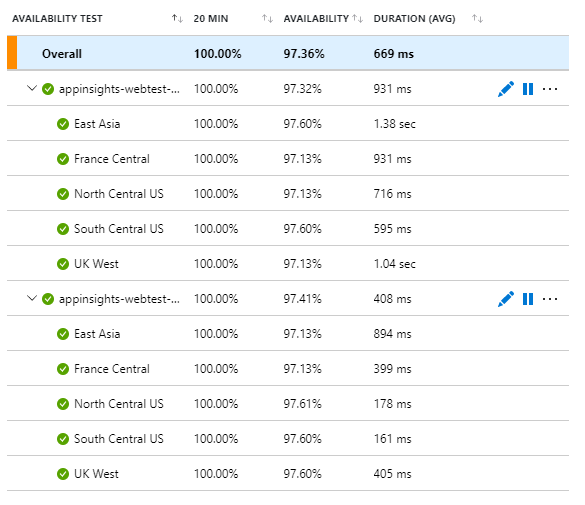 AVAILABILITY TEST 20 MIN AVAILABILITY DURATION (AVG)
Overall 100.00% 97.36% 669 ms
appinsights-webtest-... 100.00% 97.32% 931 ms
East Asia 100.00% 97.60% 1.38 sec
France Central 100.00% 97.13% 931 ms
North Central US 100.00% 97.13% 716 ms
South Central US 100.00% 97.60% 595 ms
UK West 100.00% 97.13% 1.04 sec
appinsights-webtest-... 100.00% 97.41% 408 ms
East Asia 100.00% 97.13% 894 ms
France Central 100.00% 97.13% 399 ms
North Central US 100.00% 97.61% 178 ms
South Central US 100.00% 97.60% 161 ms
UK West 100.00% 97.60% 405 ms